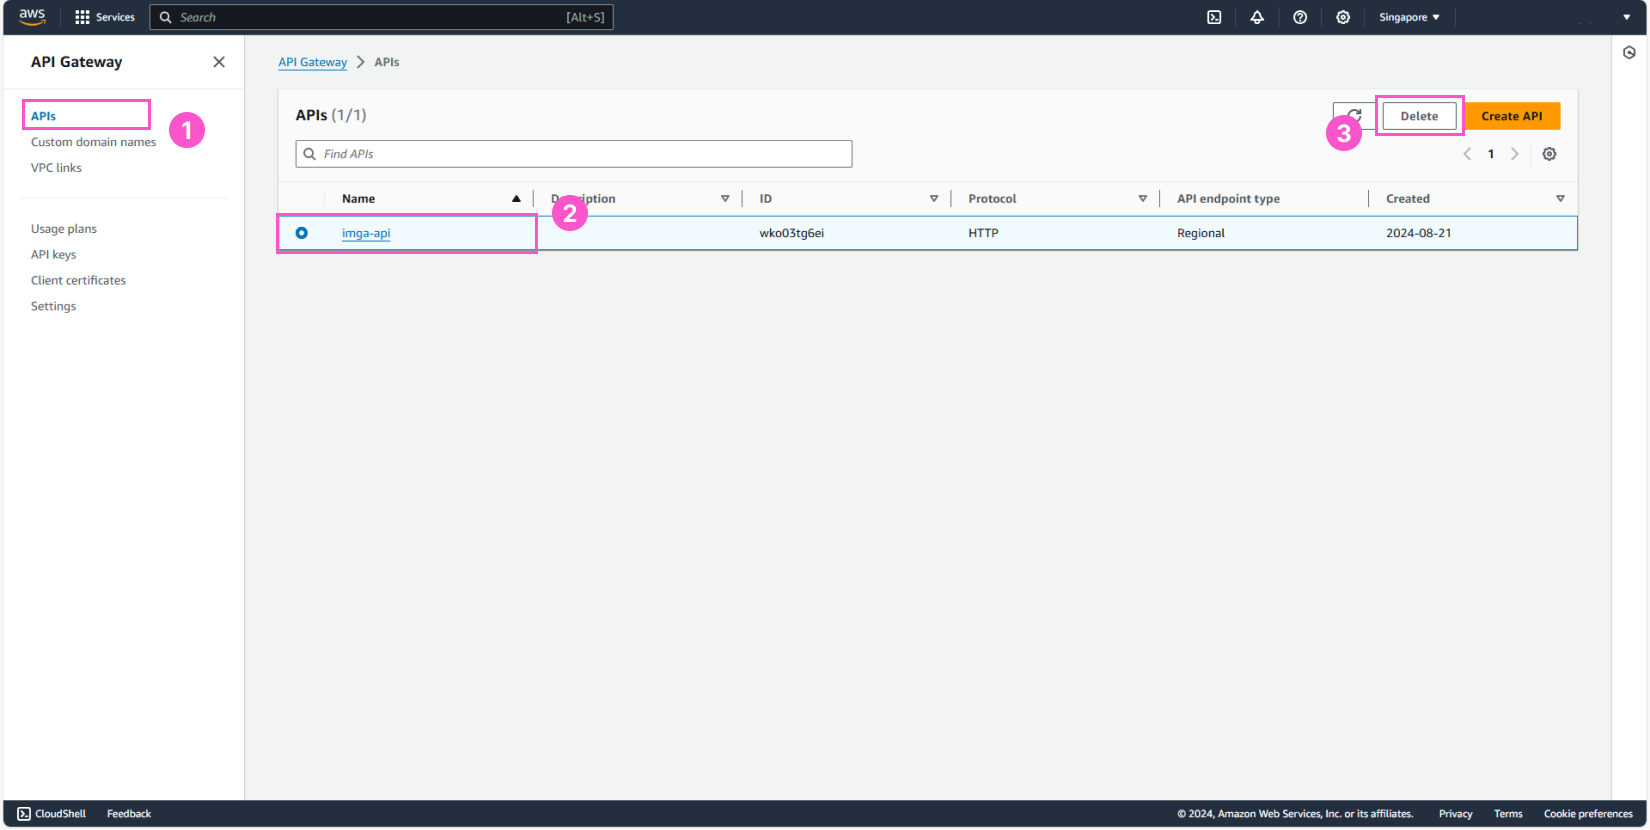 aws Services Search [Alt+S] Singapore
API Gateway
API Gateway > APIs
APIs
1
Custom domain names
VPC links
Usage plans
API keys
Client certificates
Settings
APIs (1/1)
3
Delete
Create API
Find APIs
1
Name 2 ID Protocol API endpoint type Created
imga-api wko03tg6ei HTTP Regional 2024-08-21
CloudShell Feedback © 2024, Amazon Web Services, Inc. or its affiliates. Privacy Terms Cookie preferences